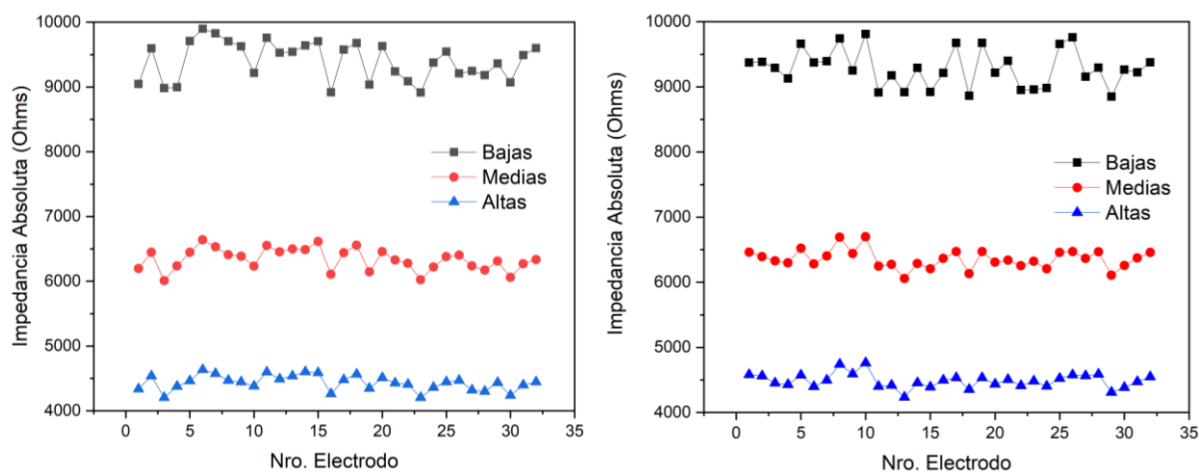 10000
9000
8000
7000
6000
5000
4000
Impedancia Absoluta (Ohms)
Bajas
Medias
Altas
0 5 10 15 20 25 30 35
Nro. Electrodo
10000
9000
8000
7000
6000
5000
4000
Impedancia Absoluta (Ohms)
Bajas
Medias
Altas
0 5 10 15 20 25 30 35
Nro. Electrodo